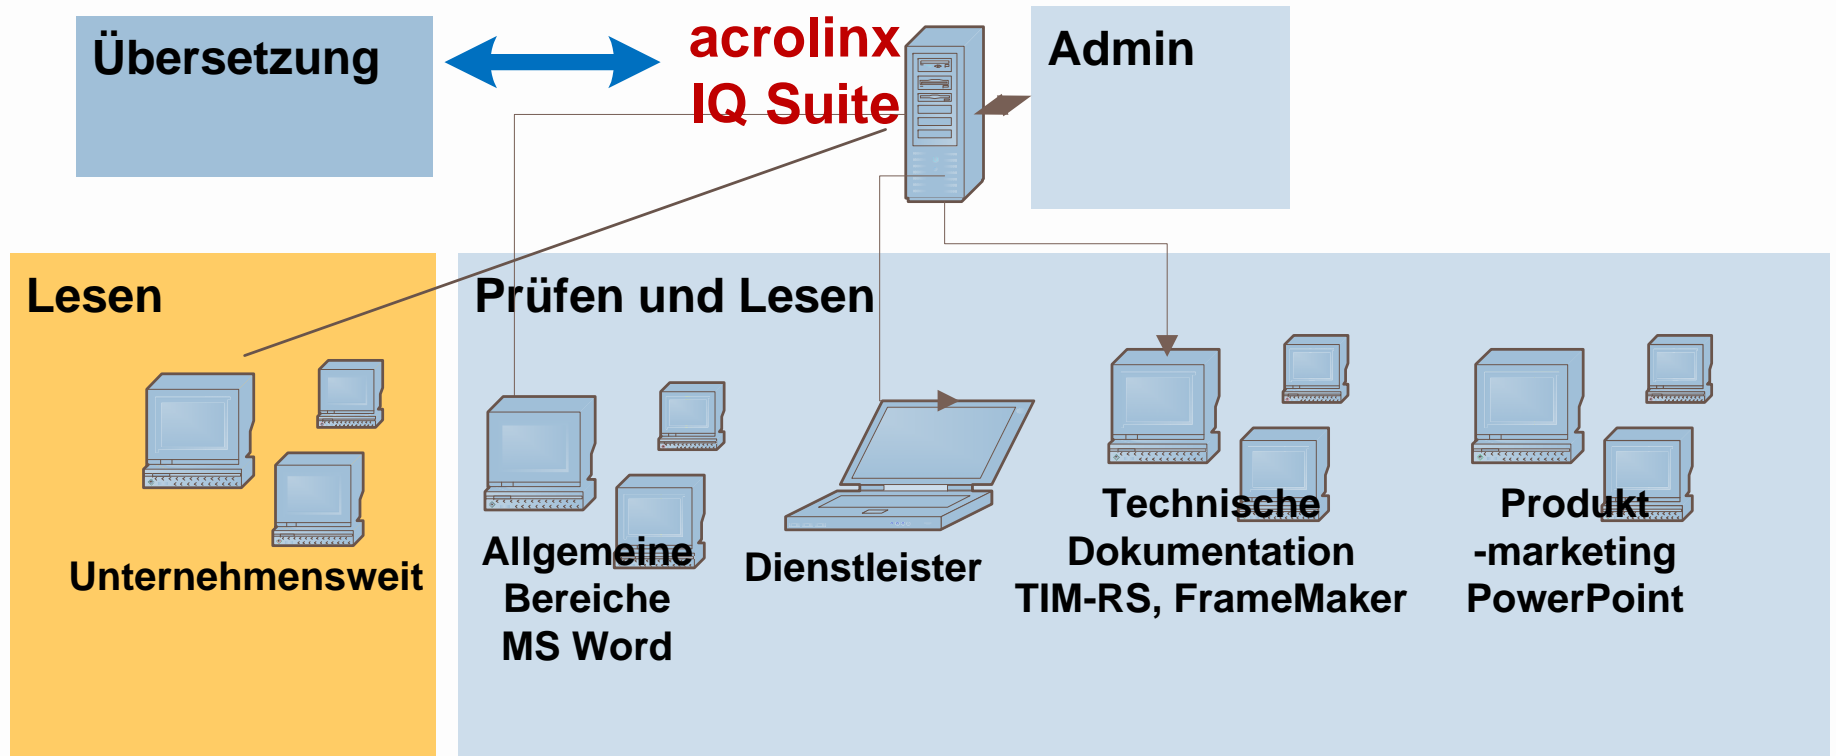 Übersetzung
acrolinx
IQ Suite
Admin
Lesen
Prüfen und Lesen
Unternehmensweit
Allgemeine
Bereiche
MS Word
Dienstleister
Technische
Dokumentation
TIM-RS, FrameMaker
Produkt
-marketing
PowerPoint